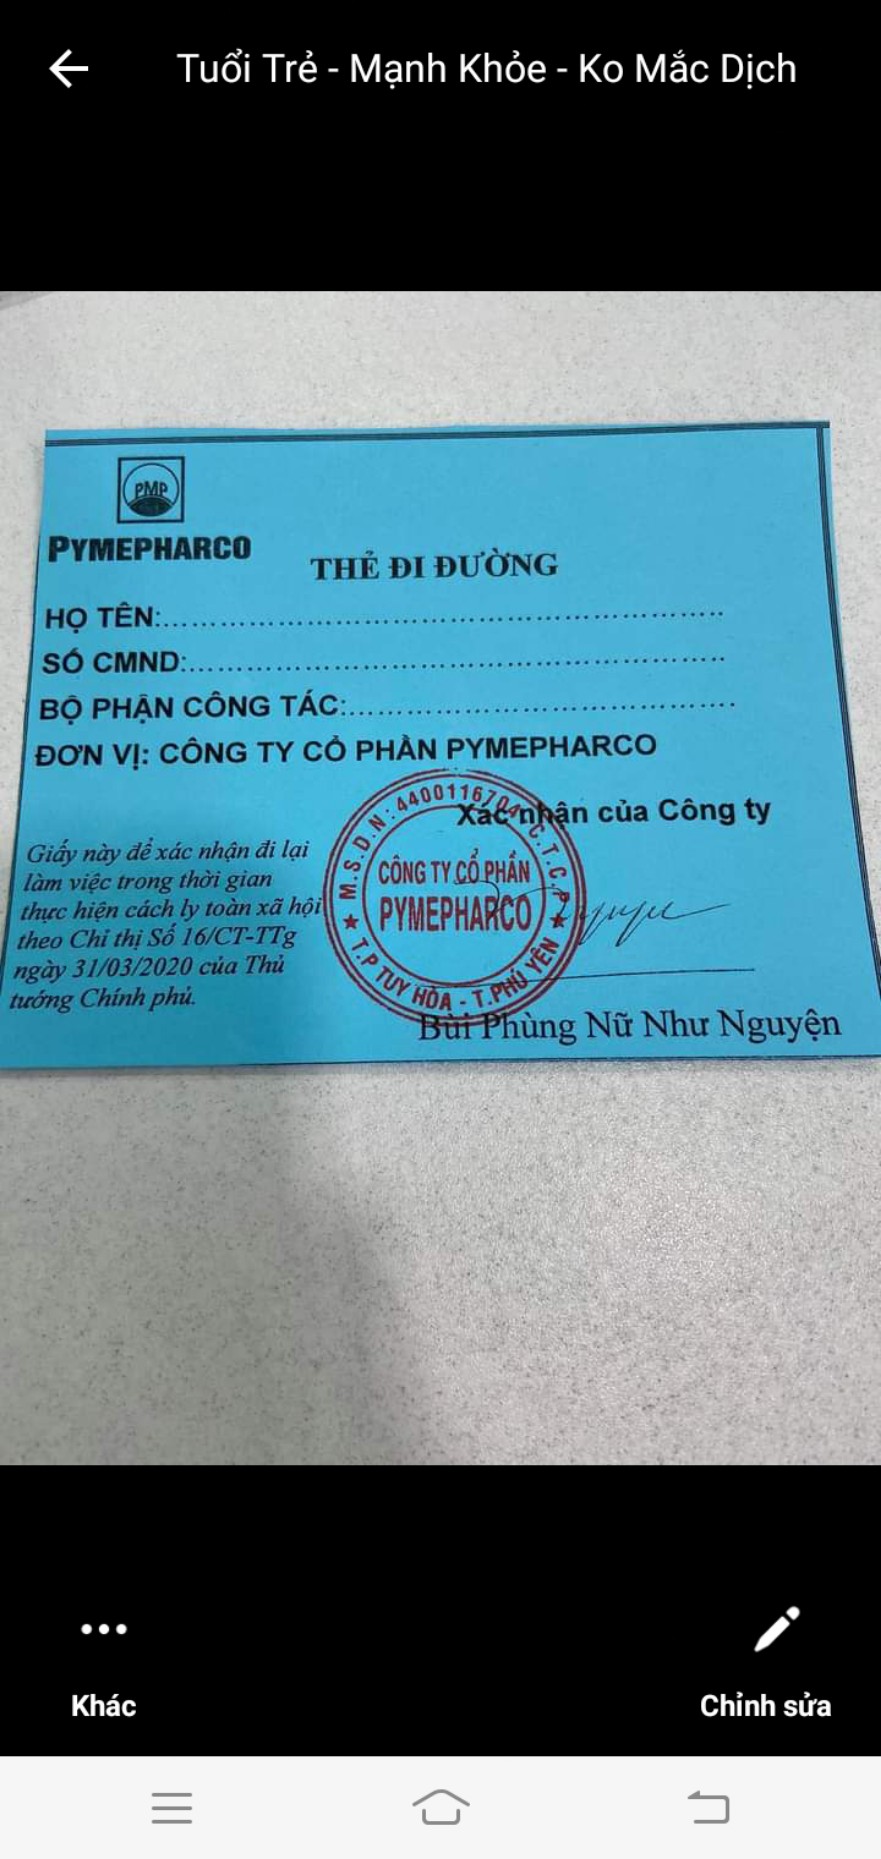 Tuổi Trẻ - Mạnh Khỏe - Ko Mắc Dịch
PMP
PYMEPHARCO
THẺ ĐI ĐƯỜNG
HỌ TÊN:
SỐ CMND:
BỘ PHẬN CÔNG TÁC:
ĐƠN VỊ: CÔNG TY CỔ PHẦN PYMEPHARCO
Xác nhận của Công ty
Giấy này để xác nhận đi lại
làm việc trong thời gian
thực hiện cách ly toàn xã hội
theo Chỉ thị Số 16/CT-TTg
ngày 31/03/2020 của Thủ
tướng Chính phủ.
M.S.D.N: 4400116704-C.T.C.P
CÔNG TY CỔ PHẦN
PYMEPHARCO
T.P TUY HÒA - T.PHÚ YÊN
Bùi Phùng Nữ Như Nguyện
Khác
Chỉnh sửa